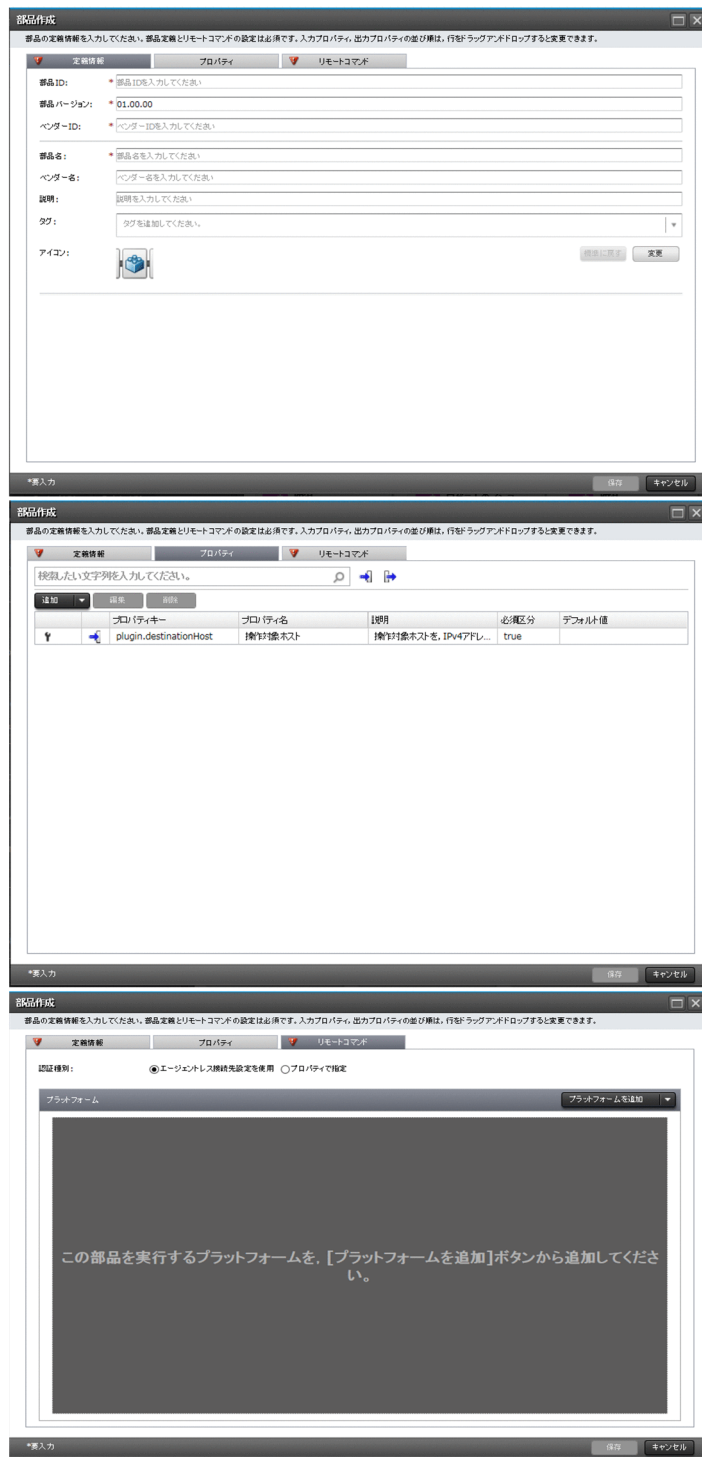 部品作成
部品の定義情報を入力してください。部品定義とリモートコマンドの設定は必須です。入力プロパティ, 出力プロパティの並び順は, 行をドラッグアンドドロップすると変更できます。
定義情報 プロパティ リモートコマンド
部品ID: * 部品IDを入力してください
部品バージョン: * 01.00.00
ベンダーID: * ベンダーIDを入力してください
部品名: * 部品名を入力してください
ベンダー名: ベンダー名を入力してください
説明: 説明を入力してください
タグ: タグを追加してください。
アイコン: 標準に戻す 変更
*要入力 保存 キャンセル
部品作成
部品の定義情報を入力してください。部品定義とリモートコマンドの設定は必須です。入力プロパティ, 出力プロパティの並び順は, 行をドラッグアンドドロップすると変更できます。
定義情報 プロパティ リモートコマンド
検索したい文字列を入力してください。
追加 編集 削除
プロパティキー プロパティ名 説明 必須区分 デフォルト値
plugin.destinationHost 操作対象ホスト 操作対象ホストを, IPv4アドレ... true
*要入力 保存 キャンセル
部品作成
部品の定義情報を入力してください。部品定義とリモートコマンドの設定は必須です。入力プロパティ, 出力プロパティの並び順は, 行をドラッグアンドドロップすると変更できます。
定義情報 プロパティ リモートコマンド
認証種別: エージェントレス接続先設定を使用 プロパティで指定
プラットフォーム プラットフォームを追加
この部品を実行するプラットフォームを, [プラットフォームを追加]ボタンから追加してくださ
い。
*要入力 保存 キャンセル